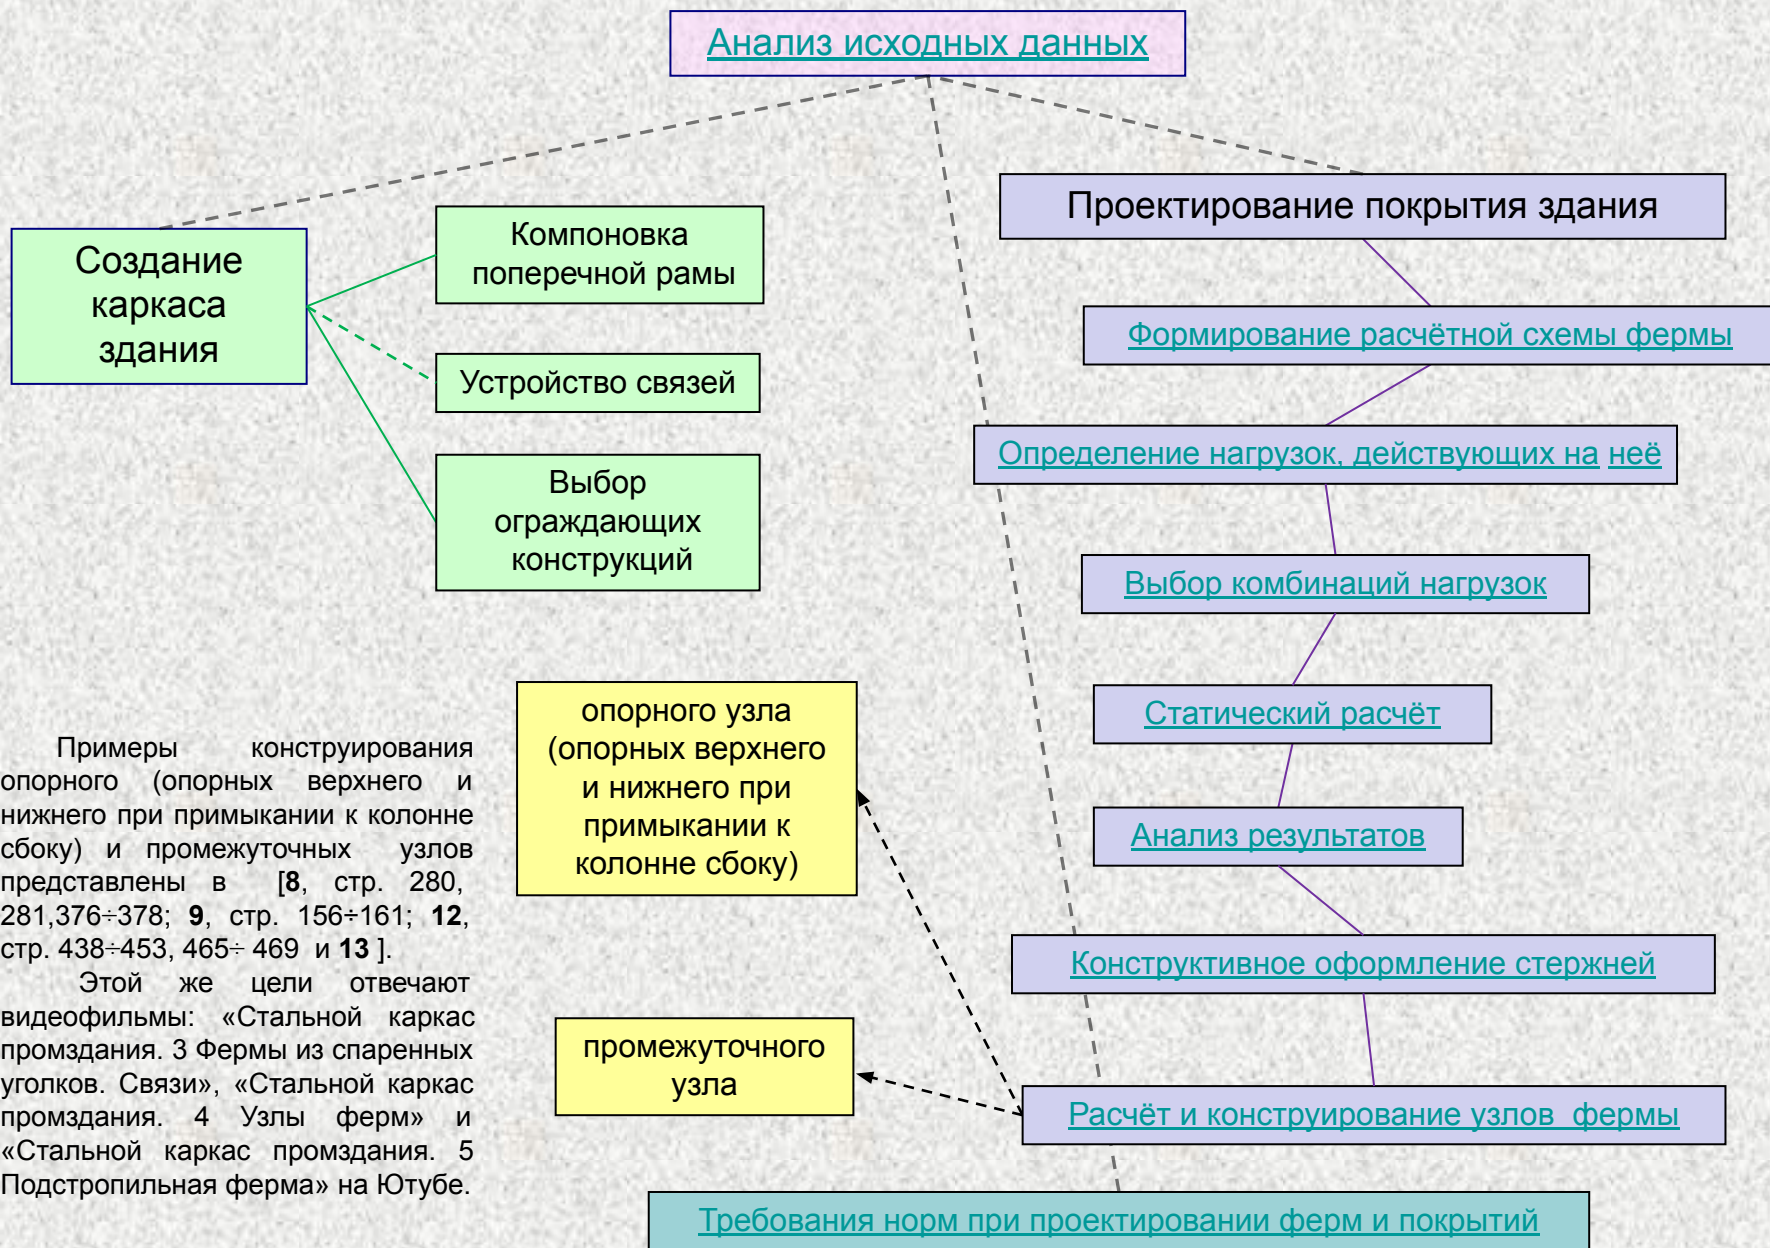 Анализ исходных данных
Создание
каркаса
здания
Компоновка
поперечной рамы
Устройство связей
Выбор
ограждающих
конструкций
Проектирование покрытия здания
Формирование расчётной схемы фермы
Определение нагрузок, действующих на неё
Выбор комбинаций нагрузок
Статический расчёт
Анализ результатов
Конструктивное оформление стержней
Расчёт и конструирование узлов фермы
опорного узла
(опорных верхнего
и нижнего при
примыкании к
колонне сбоку)
промежуточного
узла
Примеры конструирования
опорного (опорных верхнего и
нижнего при примыкании к колонне
сбоку) и промежуточных узлов
представлены в [8, стр. 280,
281,376÷378; 9, стр. 156÷161; 12,
стр. 438÷453, 465÷ 469 и 13 ].
Этой же цели отвечают
видеофильмы: «Стальной каркас
промздания. 3 Фермы из спаренных
уголков. Связи», «Стальной каркас
промздания. 4 Узлы ферм» и
«Стальной каркас промздания. 5
Подстропильная ферма» на Ютубе.
Требования норм при проектировании ферм и покрытий